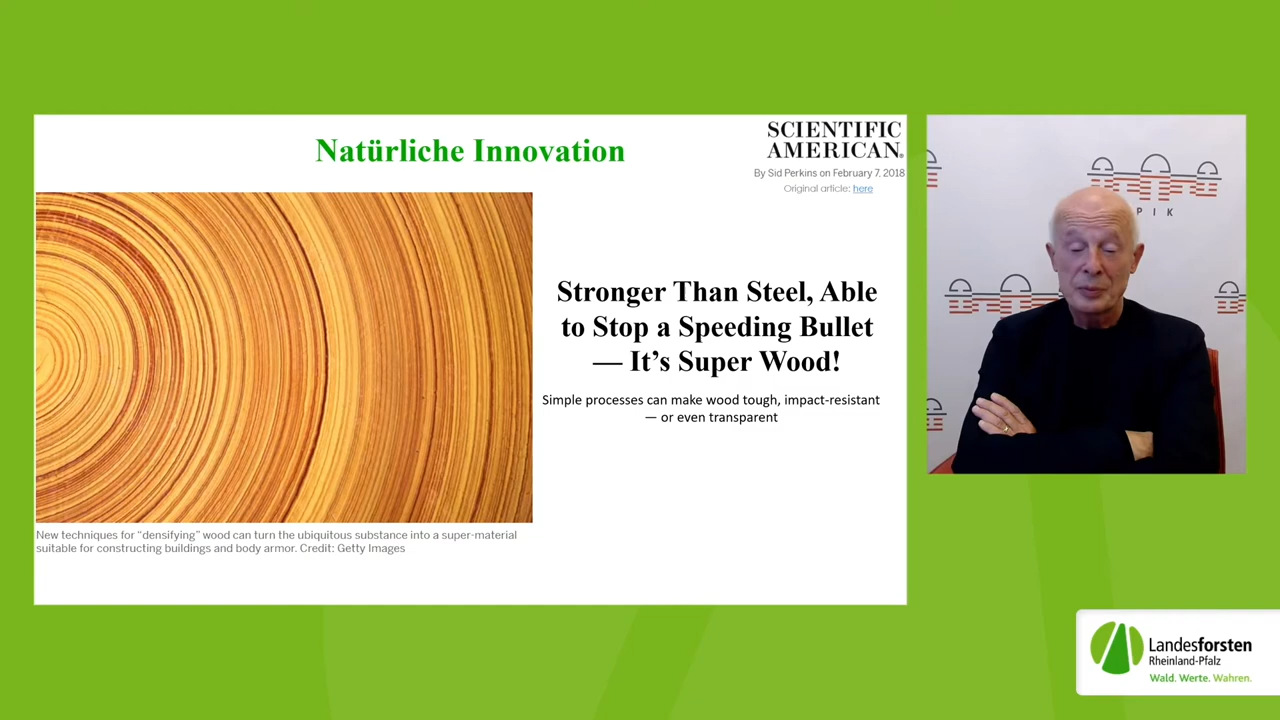 Natürliche Innovation
SCIENTIFIC
AMERICAN®
By Sid Perkins on February 7, 2018
Original article: here
Stronger Than Steel, Able
to Stop a Speeding Bullet
— It’s Super Wood!
Simple processes can make wood tough, impact-resistant
— or even transparent
New techniques for “densifying” wood can turn the ubiquitous substance into a super-material
suitable for constructing buildings and body armor. Credit: Getty Images
PIK
Landesforsten
Rheinland-Pfalz
Wald. Werte. Wahren.